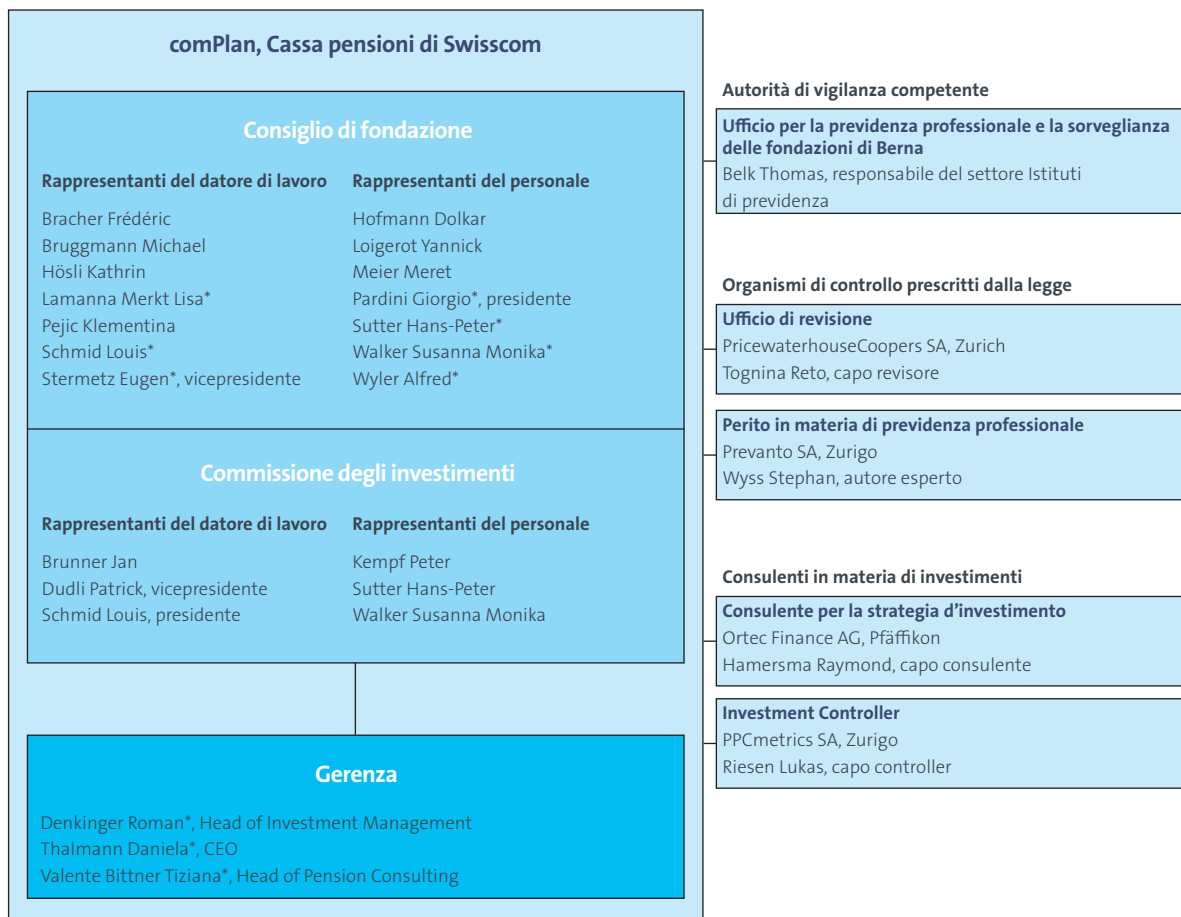 comPlan, Cassa pensioni di Swisscom
Consiglio di fondazione
Rappresentanti del datore di lavoro
Bracher Frédéric
Bruggmann Michael
Hösli Kathrin
Lamanna Merkt Lisa*
Pejic Klementina
Schmid Louis*
Stermetz Eugen*, vicepresidente
Rappresentanti del personale
Hofmann Dolkar
Loigerot Yannick
Meier Meret
Pardini Giorgio*, presidente
Sutter Hans-Peter*
Walker Susanna Monika*
Wyler Alfred*
Commissione degli investimenti
Rappresentanti del datore di lavoro
Brunner Jan
Dudli Patrick, vicepresidente
Schmid Louis, presidente
Rappresentanti del personale
Kempf Peter
Sutter Hans-Peter
Walker Susanna Monika
Gerenza
Denkinger Roman*, Head of Investment Management
Thalmann Daniela*, CEO
Valente Bittner Tiziana*, Head of Pension Consulting
Autorità di vigilanza competente
Ufficio per la previdenza professionale e la sorveglianza
delle fondazioni di Berna
Belk Thomas, responsabile del settore Istituti
di previdenza
Organismi di controllo prescritti dalla legge
Ufficio di revisione
PricewaterhouseCoopers SA, Zurich
Tognina Reto, capo revisore
Perito in materia di previdenza professionale
Prevanto SA, Zurigo
Wyss Stephan, autore esperto
Consulenti in materia di investimenti
Consulente per la strategia d'investimento
Ortec Finance AG, Pfäffikon
Hamersma Raymond, capo consulente
Investment Controller
PPCmetrics SA, Zurigo
Riesen Lukas, capo controller